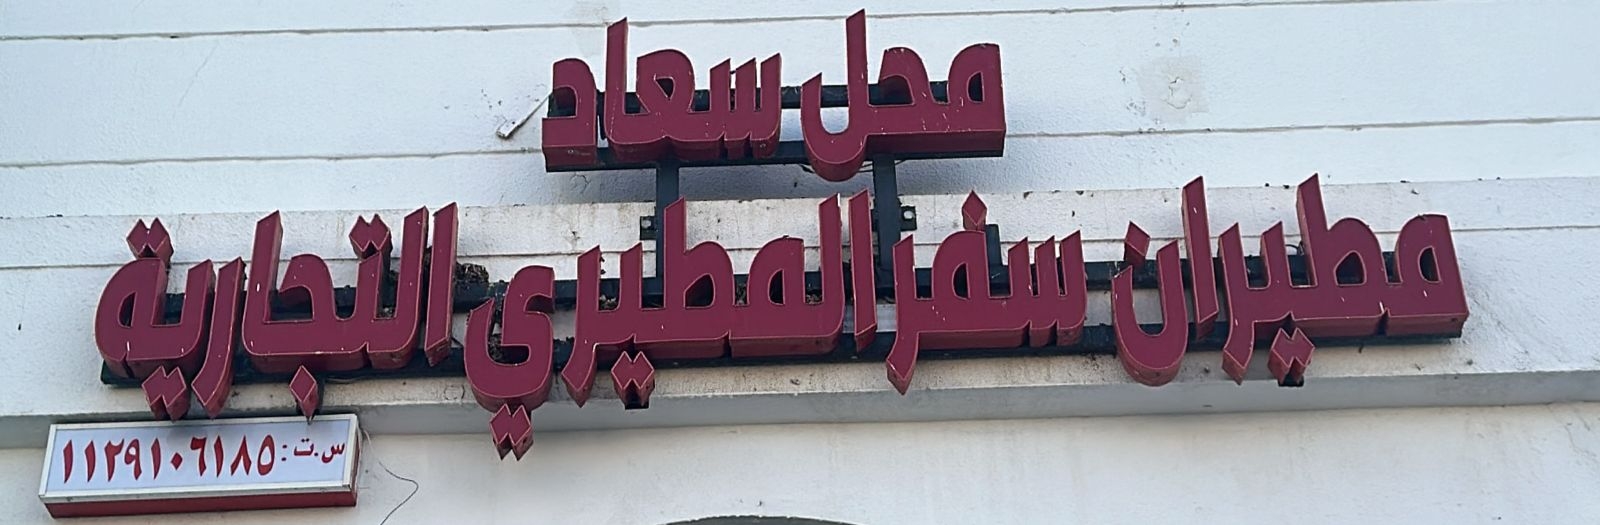 محل سعاد
مطيران سفر المطيري التجارية
س.ت: ١١٢٩١٠٦١٨٥